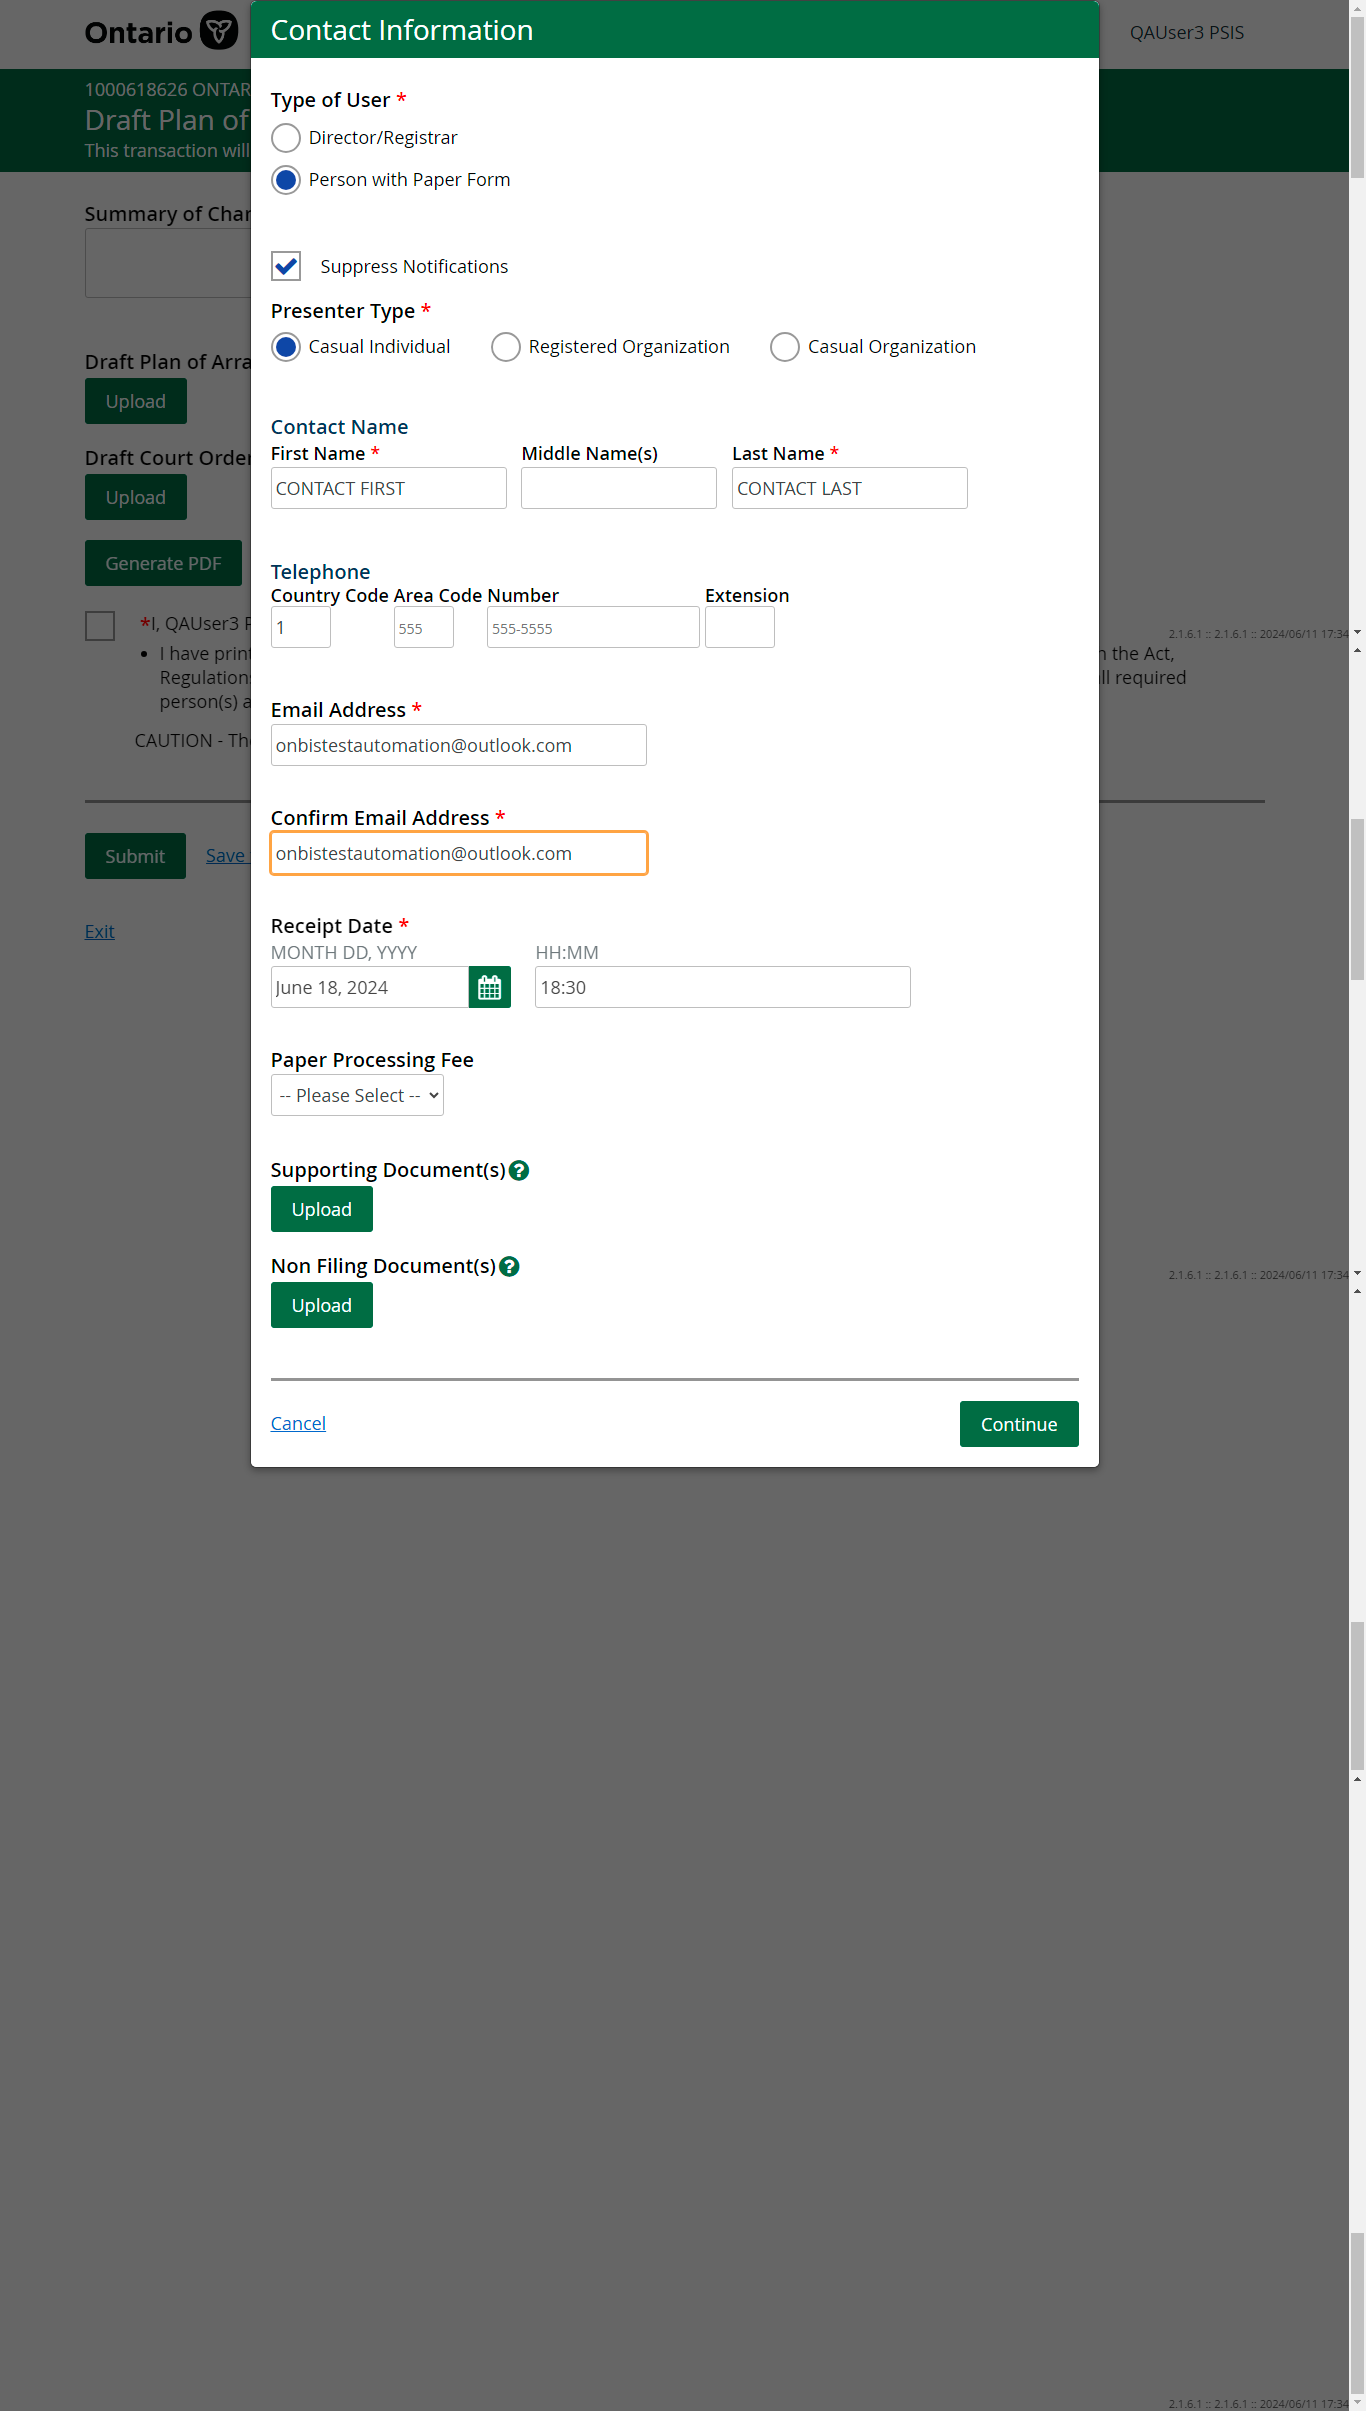 Ontario
Contact Information
QAUser3 PSIS
1000618626 ONTAR
Draft Plan of
This transaction will
Type of User *
Director/Registrar
Person with Paper Form
Summary of Char
Suppress Notifications
Presenter Type *
Casual Individual Registered Organization Casual Organization
Draft Plan of Arra
Upload
Contact Name
First Name * Middle Name(s) Last Name *
CONTACT FIRST CONTACT LAST
Draft Court Order
Upload
Generate PDF
Telephone
Country Code Area Code Number Extension
1 555 555-5555
*I, QAUser3 P
2.1.6.1 :: 2.1.6.1 :: 2024/06/11 17:34
• I have print
n the Act,
Regulations
ll required
person(s) a
Email Address *
onbistestautomation@outlook.com
CAUTION - The
Confirm Email Address *
onbistestautomation@outlook.com
Submit Save
Receipt Date *
Exit
MONTH DD, YYYY HH:MM
June 18, 2024 18:30
Paper Processing Fee
-- Please Select --
Supporting Document(s) ?
Upload
Non Filing Document(s) ?
2.1.6.1 :: 2.1.6.1 :: 2024/06/11 17:34
Upload
Cancel Continue
2.1.6.1 :: 2.1.6.1 :: 2024/06/11 17:34